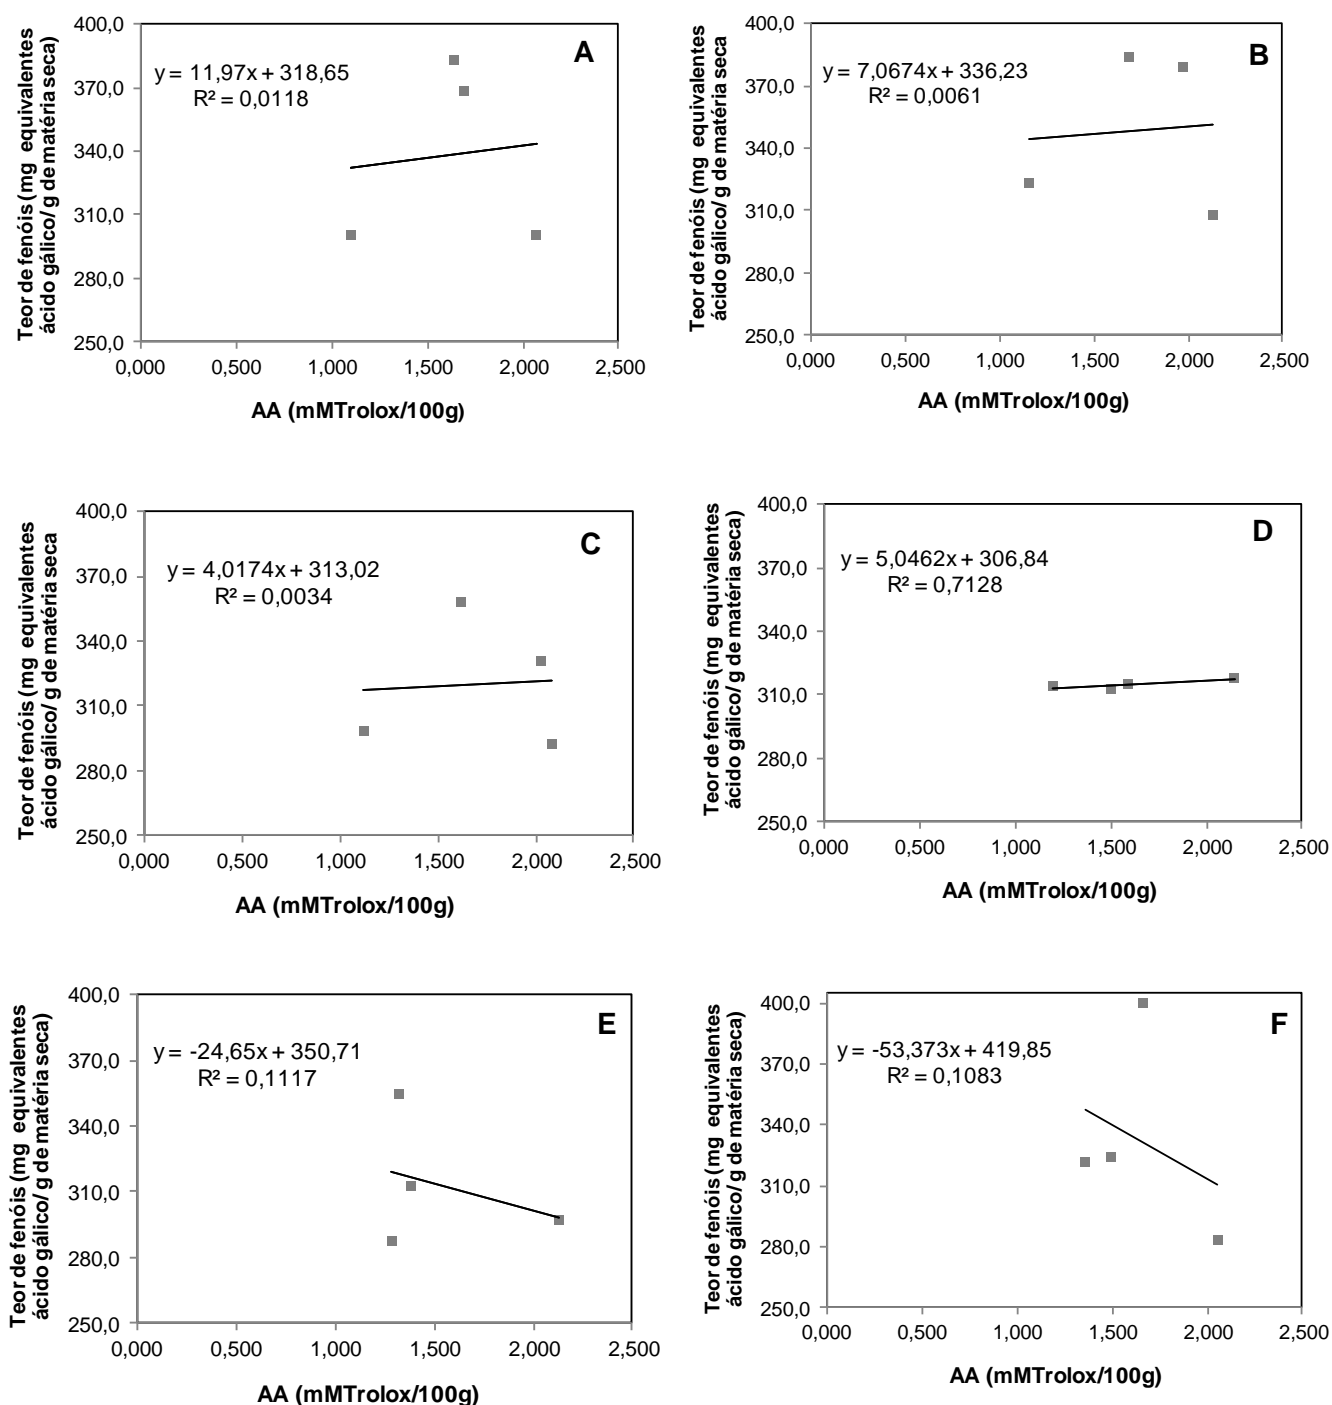 Teor de fenóis (mg equivalentes
ácido gálico/ g de matéria seca)
400,0
370,0
340,0
310,0
280,0
250,0
A
y = 11,97x + 318,65
R² = 0,0118
0,000 0,500 1,000 1,500 2,000 2,500
AA (mMTrolox/100g)
Teor de fenóis (mg equivalentes
ácido gálico/ g de matéria seca
400,0
370,0
340,0
310,0
280,0
250,0
B
y = 7,0674x + 336,23
R² = 0,0061
0,000 0,500 1,000 1,500 2,000 2,500
AA (mMTrolox/100g)
Teor de fenóis (mg equivalentes
ácido gálico/ g de matéria seca
400,0
370,0
340,0
310,0
280,0
250,0
C
y = 4,0174x + 313,02
R² = 0,0034
0,000 0,500 1,000 1,500 2,000 2,500
AA (mMTrolox/100g)
Teor de fenóis (mg equivalentes
ácido gálico/ g de matéria seca)
400,0
370,0
340,0
310,0
280,0
250,0
D
y = 5,0462x + 306,84
R² = 0,7128
0,000 0,500 1,000 1,500 2,000 2,500
AA (mMTrolox/100g)
Teor de fenóis (mg equivalentes
ácido gálico/ g de matéria seca)
400,0
370,0
340,0
310,0
280,0
250,0
E
y = -24,65x + 350,71
R² = 0,1117
0,000 0,500 1,000 1,500 2,000 2,500
AA (mMTrolox/100g)
Teor de fenóis (mg equivalentes
ácido gálico/ g de matéria seca)
400,0
370,0
340,0
310,0
280,0
250,0
F
y = -53,373x + 419,85
R² = 0,1083
0,000 0,500 1,000 1,500 2,000 2,500
AA (mMTrolox/100g)